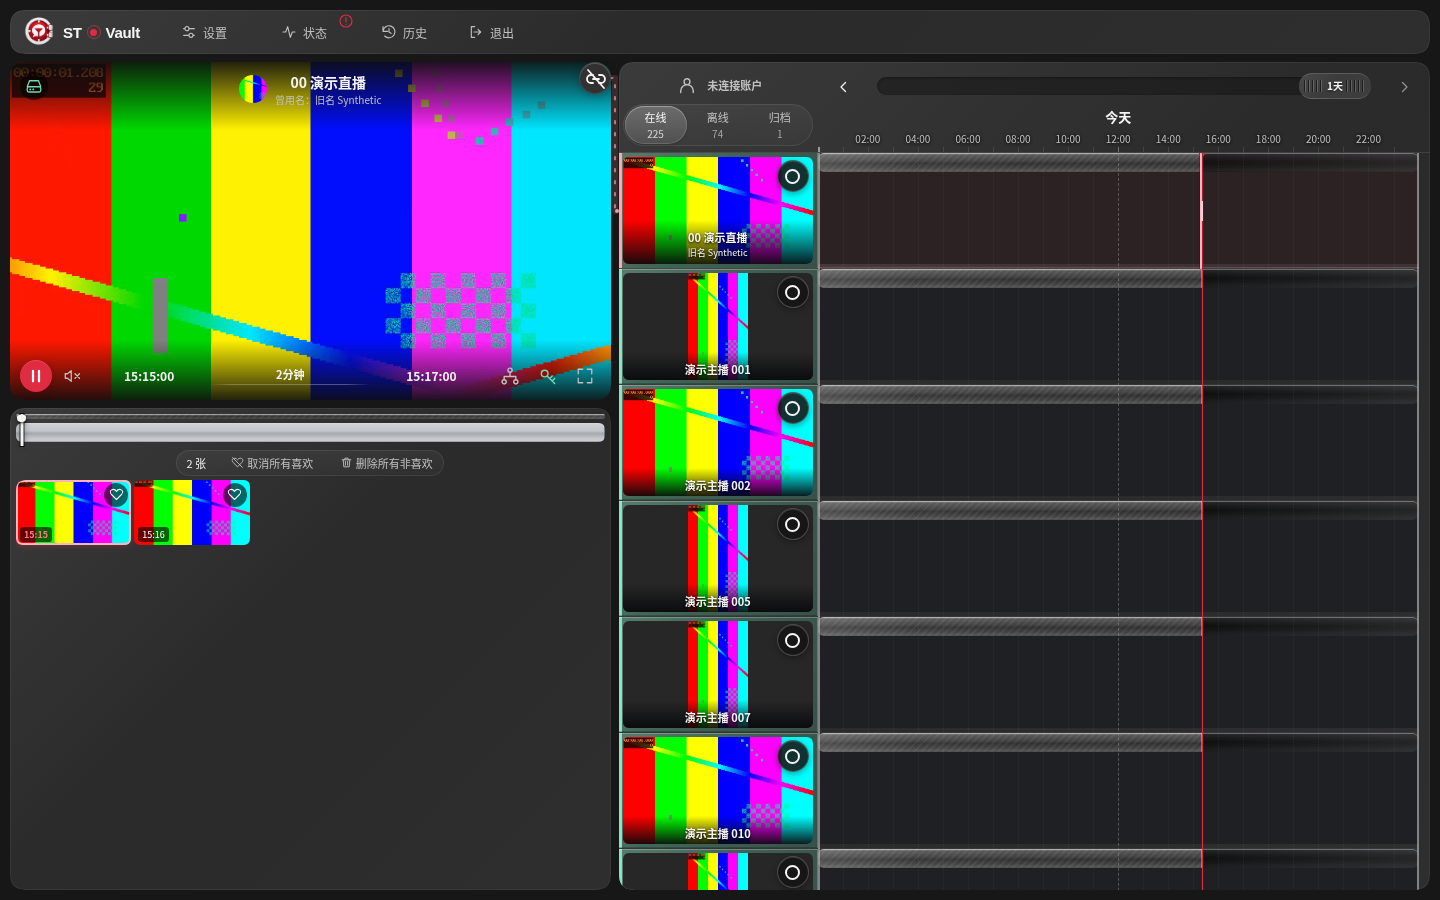 ST Vault
设置
状态
历史
退出
00:00:01.200
29
00 演示直播
曾用名：旧名 Synthetic
15:15:00
2分钟
15:17:00
2 张
取消所有喜欢
删除所有非喜欢
15:15
15:16
未连接账户
1天
在线
225
离线
74
归档
1
今天
02:00
04:00
06:00
08:00
10:00
12:00
14:00
16:00
18:00
20:00
22:00
00 演示直播
旧名 Synthetic
演示主播 001
演示主播 002
演示主播 005
演示主播 007
演示主播 010